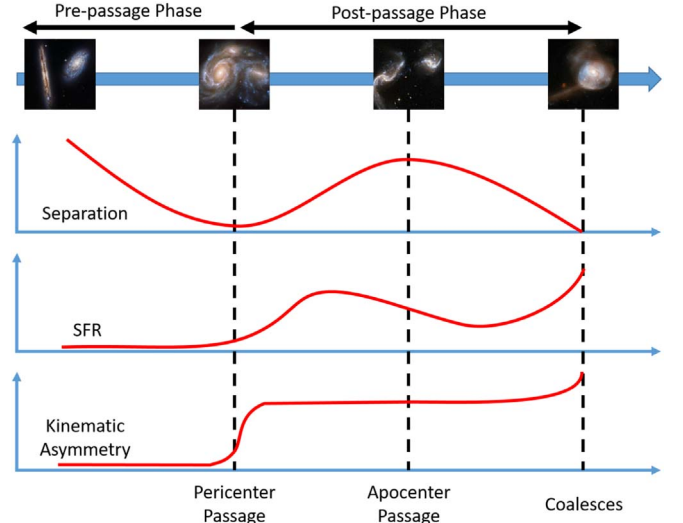 Pre-passage Phase
Post-passage Phase
Separation
SFR
Kinematic
Asymmetry
Pericenter
Passage
Apocenter
Passage
Coalesces